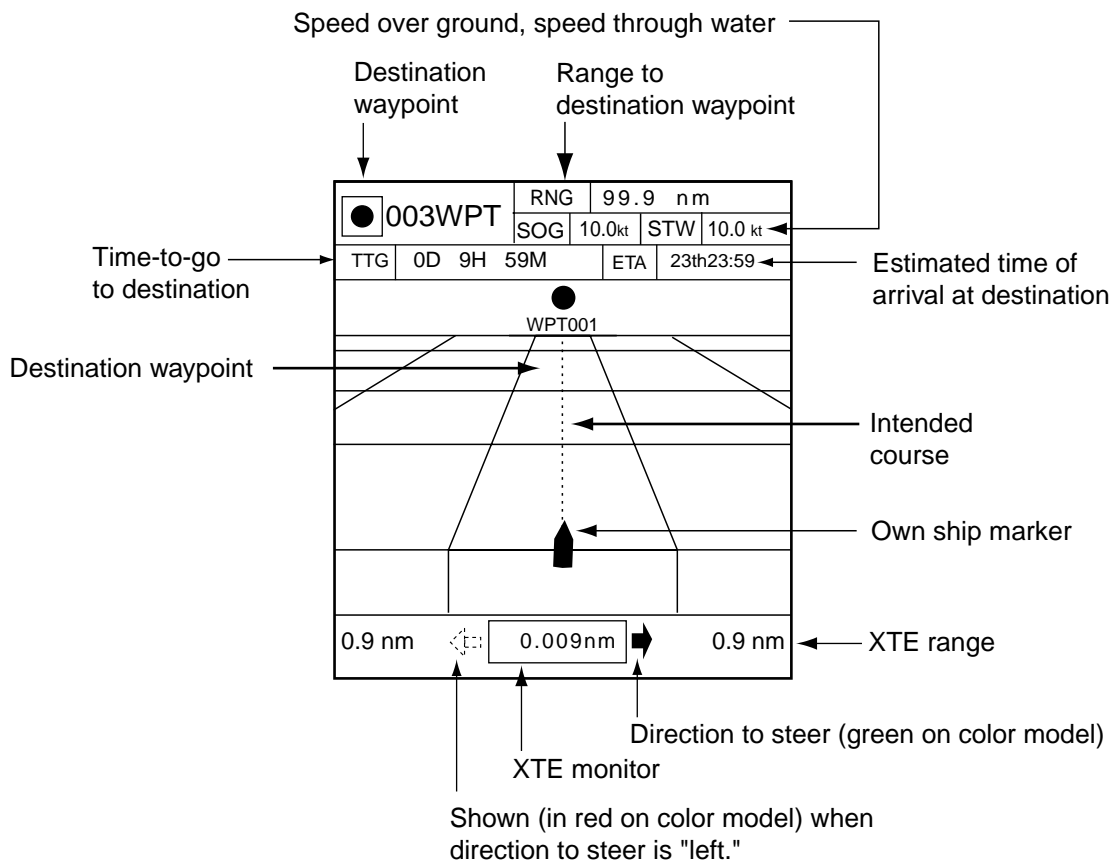 Speed over ground, speed through water
Destination
waypoint
Range to
destination waypoint
003WPT
RNG 99.9 nm
SOG 10.0kt STW 10.0 kt
TTG 0D 9H 59M ETA 23th23:59
Time-to-go
to destination
Estimated time of
arrival at destination
WPT001
Destination waypoint
Intended
course
Own ship marker
0.9 nm 0.009nm 0.9 nm
XTE range
Direction to steer (green on color model)
XTE monitor
Shown (in red on color model) when
direction to steer is "left."